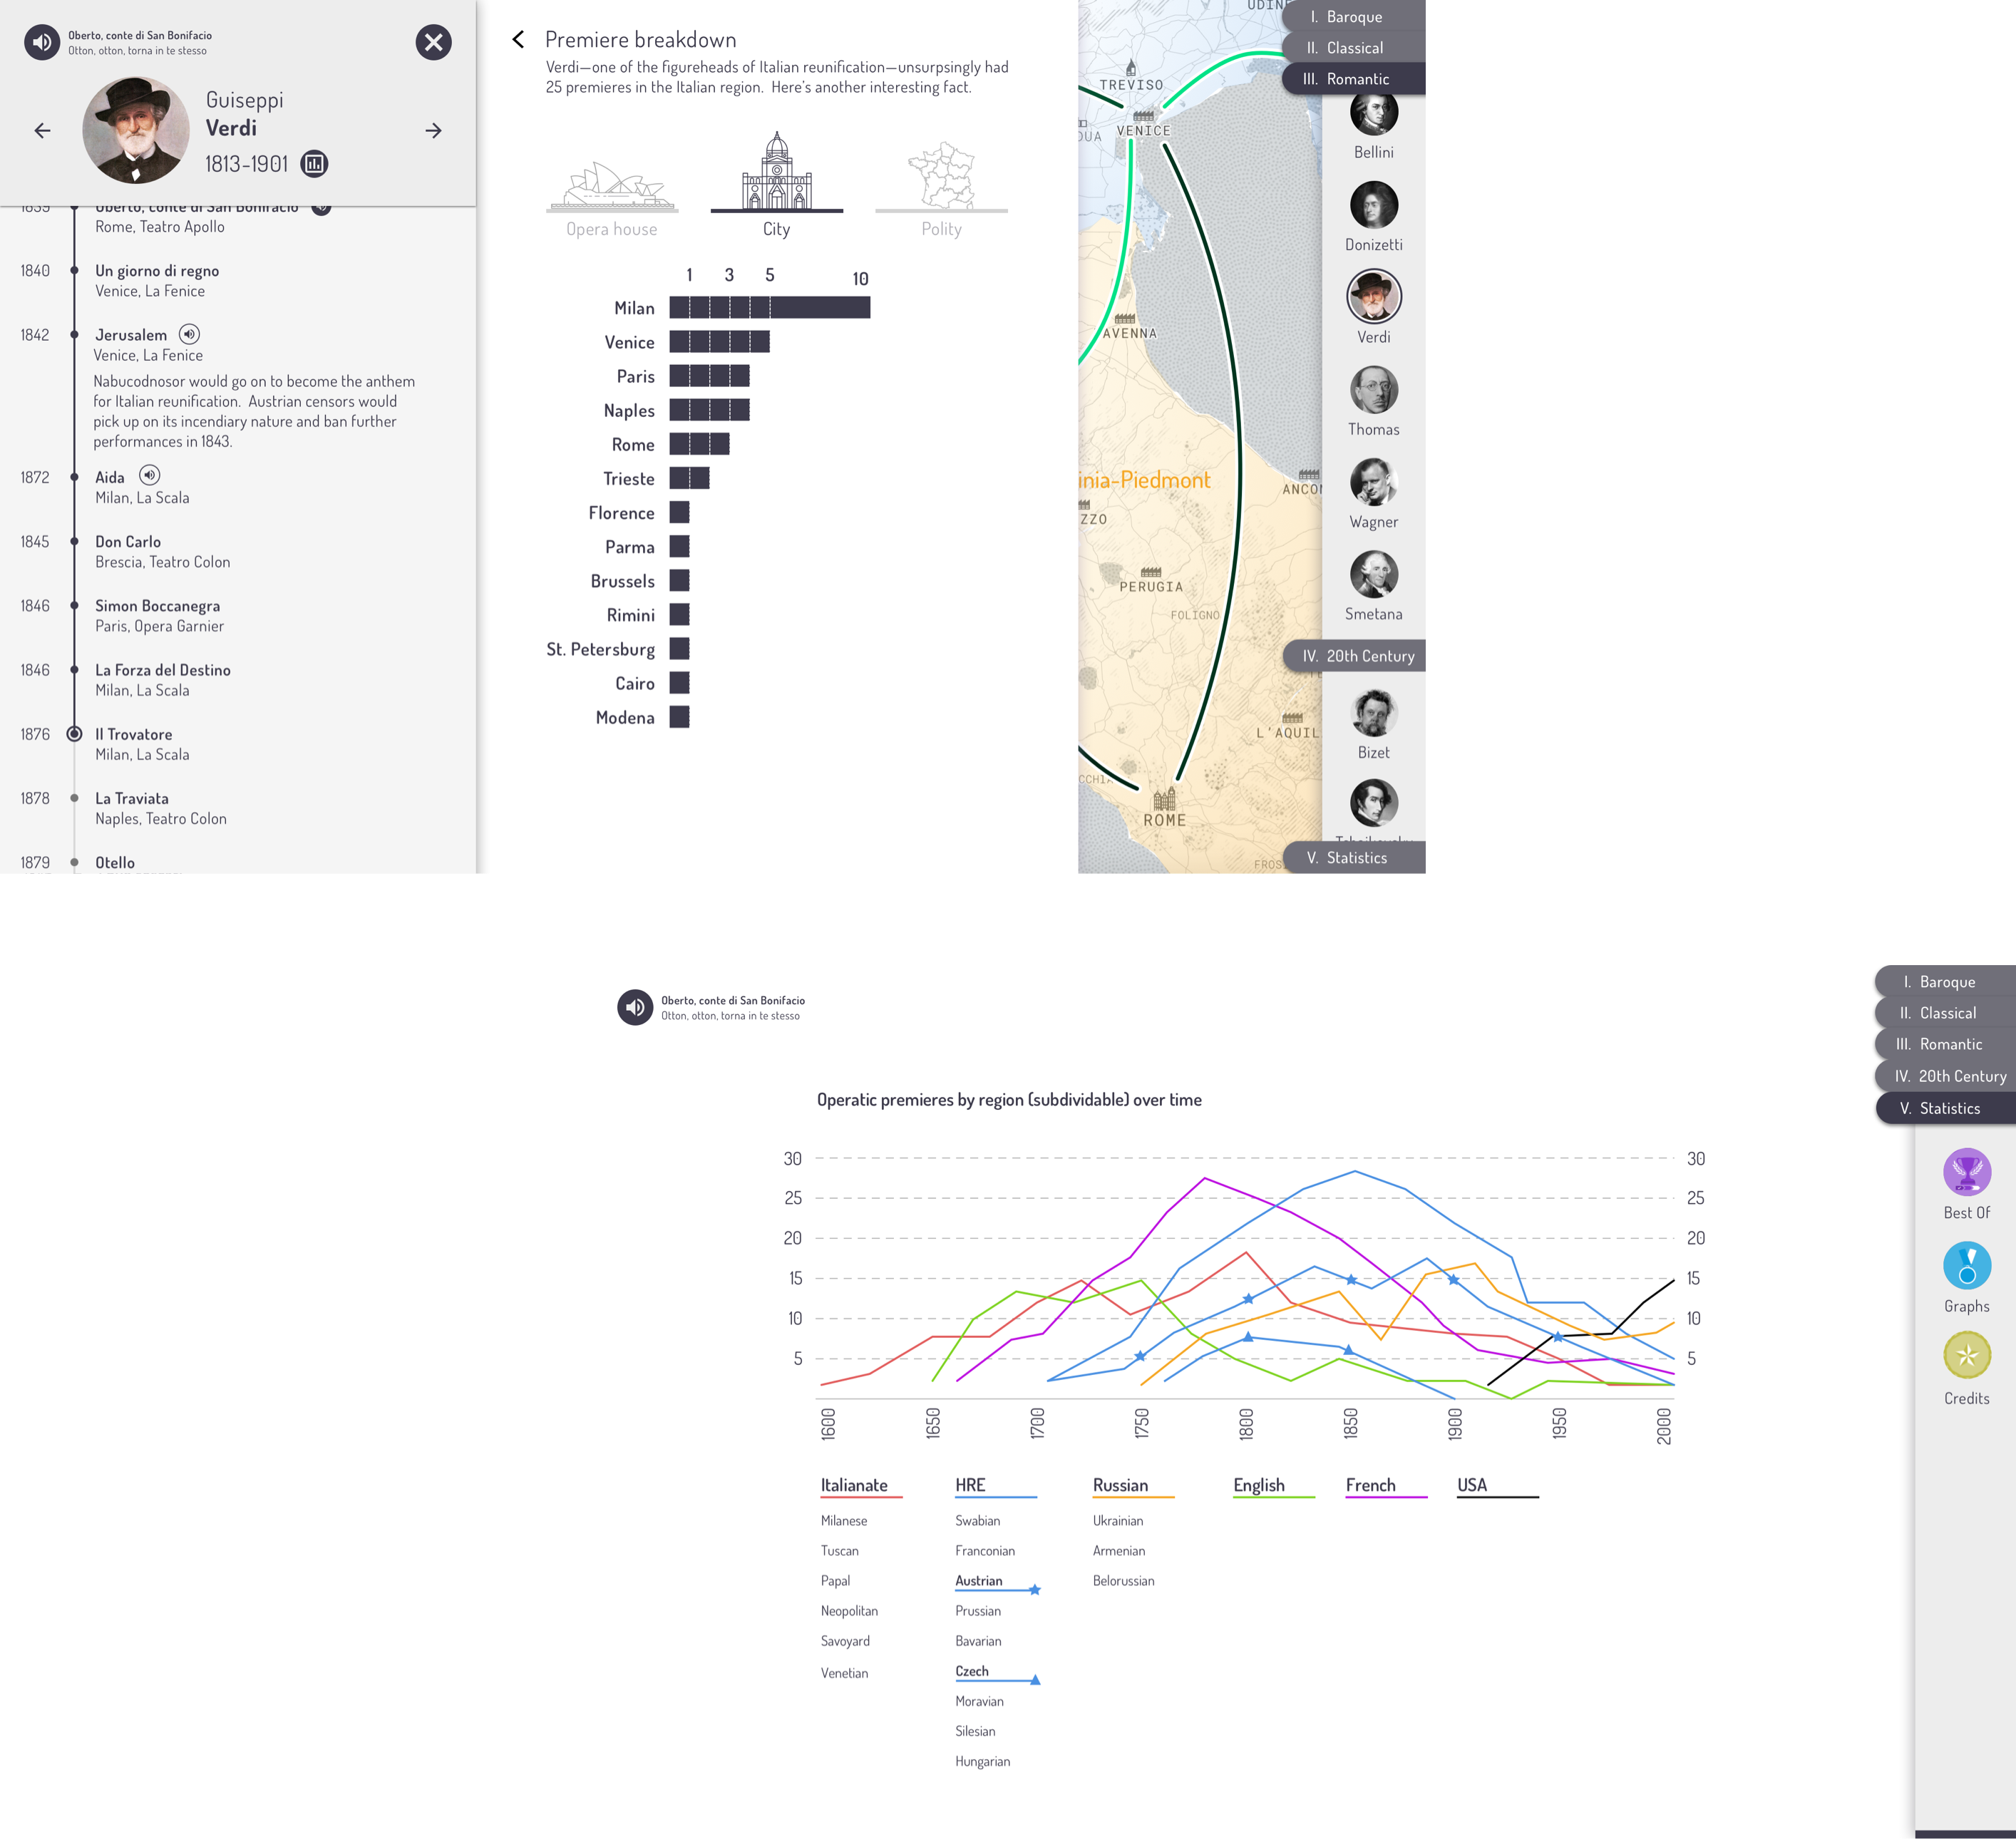 Oberto, conte di San Bonifacio
Otton, otton, torna in te stesso
Guiseppi
Verdi
1813-1901
1839 Oberto, conte di San Bonifacio
Rome, Teatro Apollo
1840 Un giorno di regno
Venice, La Fenice
1842 Jerusalem
Venice, La Fenice
Nabucodnosor would go on to become the anthem
for Italian reunification. Austrian censors would
pick up on its incendiary nature and ban further
performances in 1843.
1872 Aida
Milan, La Scala
1845 Don Carlo
Brescia, Teatro Colon
1846 Simon Boccanegra
Paris, Opera Garnier
1846 La Forza del Destino
Milan, La Scala
1876 Il Trovatore
Milan, La Scala
1878 La Traviata
Naples, Teatro Colon
1879 Otello
Premiere breakdown
Verdi—one of the figureheads of Italian reunification—unsurpsingly had
25 premieres in the Italian region. Here's another interesting fact.
Opera house
City
Polity
1 3 5 10
Milan
Venice
Paris
Naples
Rome
Trieste
Florence
Parma
Brussels
Rimini
St. Petersburg
Cairo
Modena
UDINE
TREVISO
DUA
VENICE
AVENNA
inia-Piedmont
ANCON
ZZO
PERUGIA
FOLIGNO
L'AQUIL
CCHIA
ROME
FROS
I. Baroque
II. Classical
III. Romantic
Bellini
Donizetti
Verdi
Thomas
Wagner
Smetana
IV. 20th Century
Bizet
Tchaikovsky
V. Statistics
Oberto, conte di San Bonifacio
Otton, otton, torna in te stesso
Operatic premieres by region (subdividable) over time
30 30
25 25
20 20
15 15
10 10
5 5
1600 1650 1700 1750 1800 1850 1900 1950 2000
Italianate HRE Russian English French USA
Milanese Swabian Ukrainian
Tuscan Franconian Armenian
Papal Austrian Belorussian
Neopolitan Prussian
Savoyard Bavarian
Venetian Czech
Moravian
Silesian
Hungarian
I. Baroque
II. Classical
III. Romantic
IV. 20th Century
V. Statistics
Best Of
Graphs
Credits